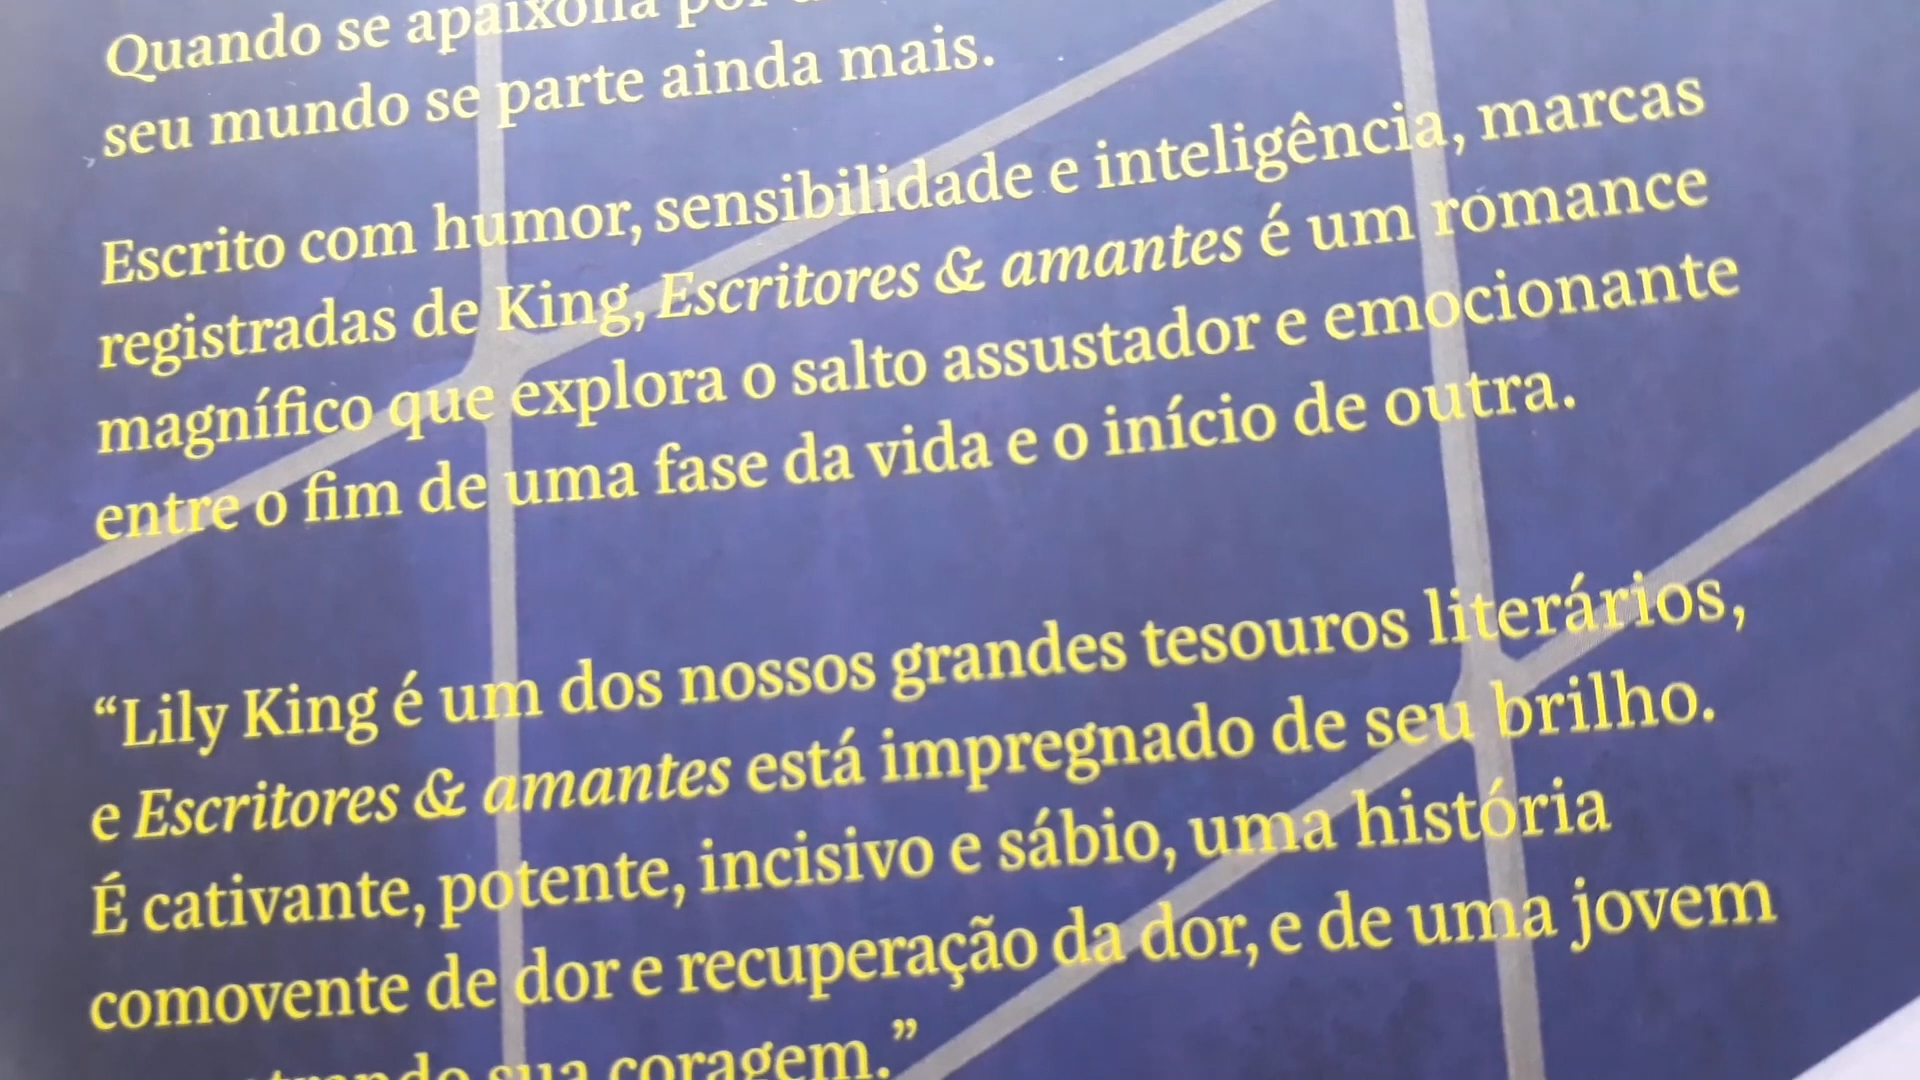 Quando se apaixona por
seu mundo se parte ainda mais.
Escrito com humor, sensibilidade e inteligência, marcas
registradas de King, Escritores & amantes é um romance
magnífico que explora o salto assustador e emocionante
entre o fim de uma fase da vida e o início de outra.
“Lily King é um dos nossos grandes tesouros literários,
e Escritores & amantes está impregnado de seu brilho.
É cativante, potente, incisivo e sábio, uma história
comovente de dor e recuperação da dor, e de uma jovem
sua coragem.”